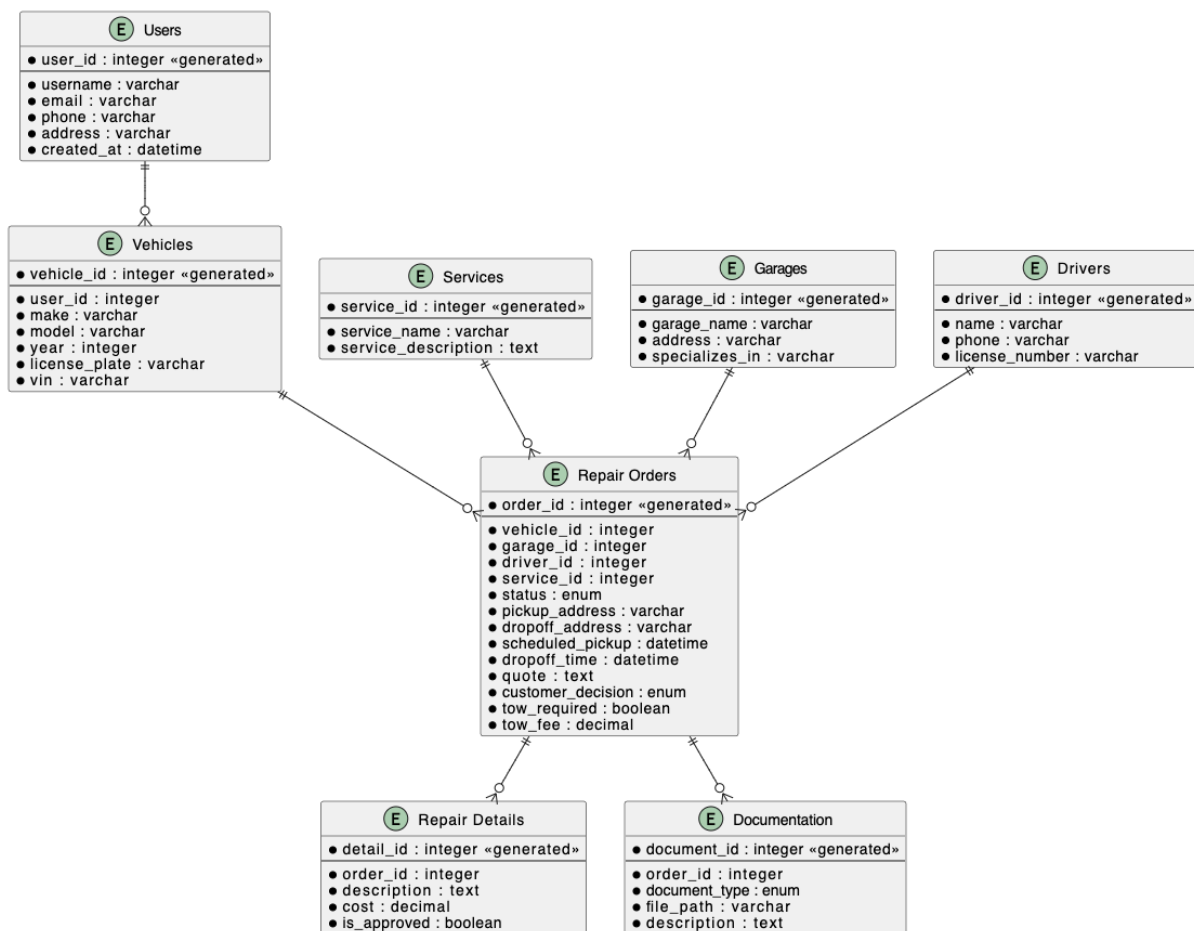 E Users
user_id : integer «generated»
username : varchar
email : varchar
phone : varchar
address : varchar
created_at : datetime
E Vehicles
vehicle_id : integer «generated»
user_id : integer
make : varchar
model : varchar
year : integer
license_plate : varchar
vin : varchar
E Services
service_id : integer «generated»
service_name : varchar
service_description : text
E Garages
garage_id : integer «generated»
garage_name : varchar
address : varchar
specializes_in : varchar
E Drivers
driver_id : integer «generated»
name : varchar
phone : varchar
license_number : varchar
E Repair Orders
order_id : integer «generated»
vehicle_id : integer
garage_id : integer
driver_id : integer
service_id : integer
status : enum
pickup_address : varchar
dropoff_address : varchar
scheduled_pickup : datetime
dropoff_time : datetime
quote : text
customer_decision : enum
tow_required : boolean
tow_fee : decimal
E Repair Details
detail_id : integer «generated»
order_id : integer
description : text
cost : decimal
is_approved : boolean
E Documentation
document_id : integer «generated»
order_id : integer
document_type : enum
file_path : varchar
description : text